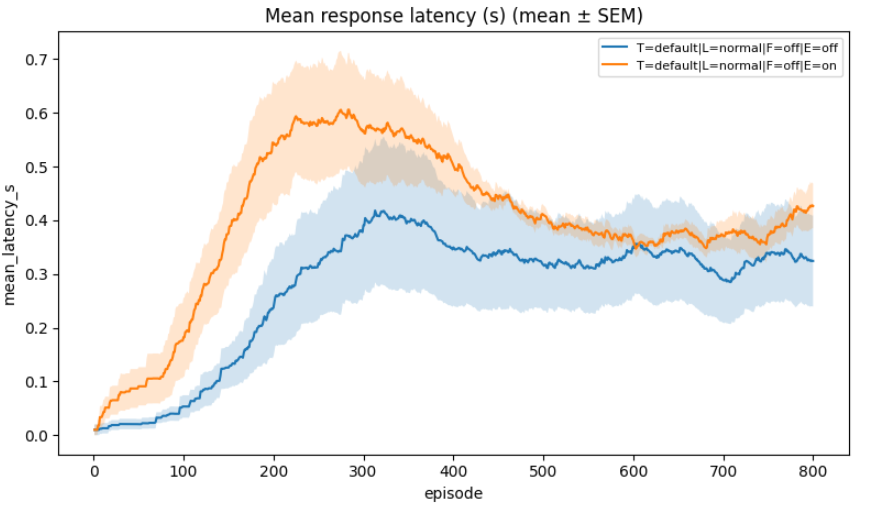 Mean response latency (s) (mean ± SEM)
T=default|L=normal|F=off|E=off
T=default|L=normal|F=off|E=on
mean_latency_s
0.7
0.6
0.5
0.4
0.3
0.2
0.1
0.0
0 100 200 300 400 500 600 700 800
episode